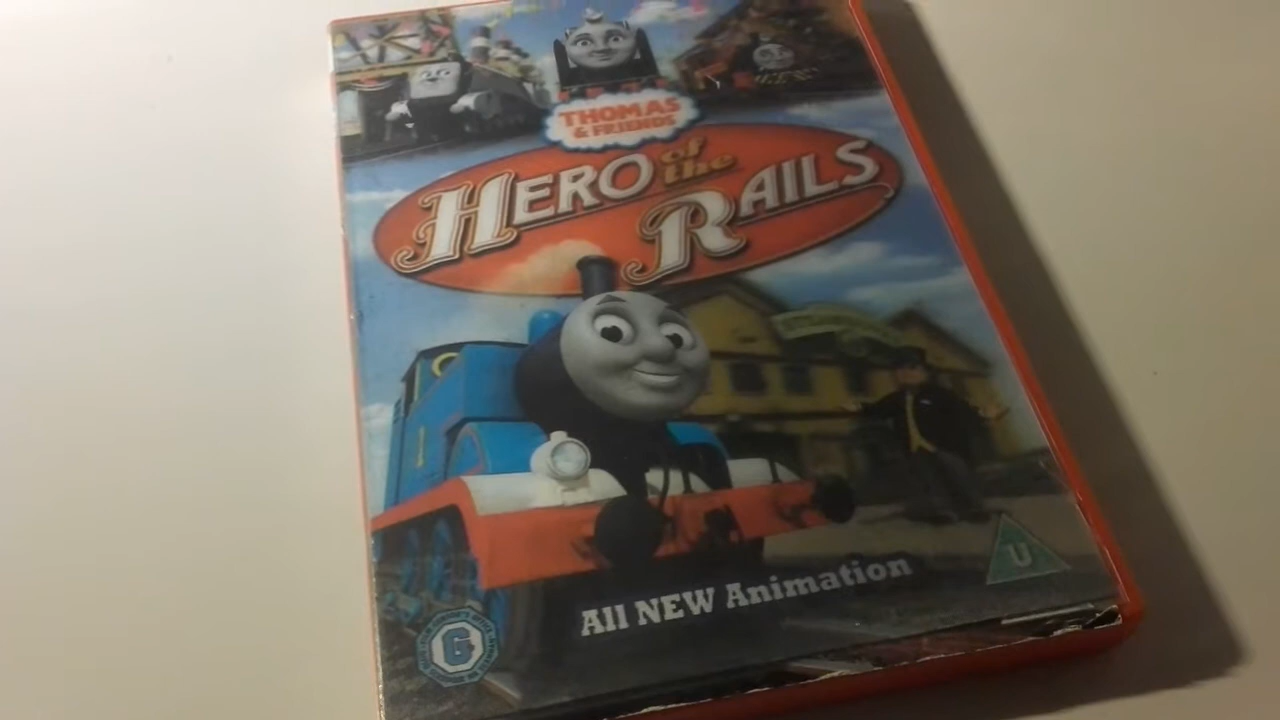 THOMAS
& FRIENDS
HERO of the RAILS
All NEW Animation
U
G